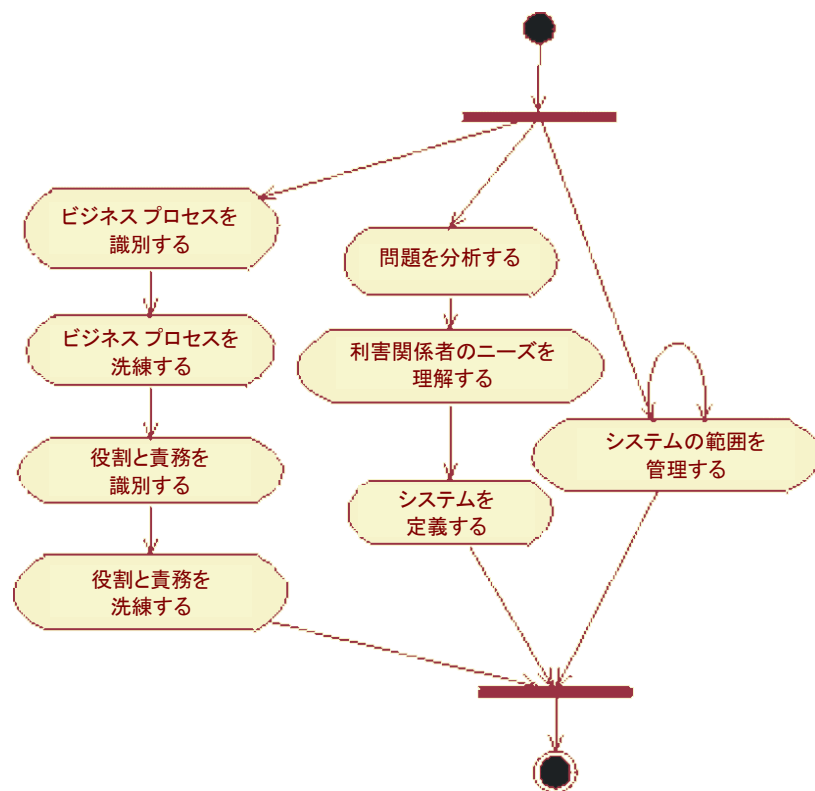 ビジネス プロセスを
識別する
ビジネス プロセスを
洗練する
役割と責務を
識別する
役割と責務を
洗練する
問題を分析する
利害関係者のニーズを
理解する
システムを
定義する
システムの範囲を
管理する